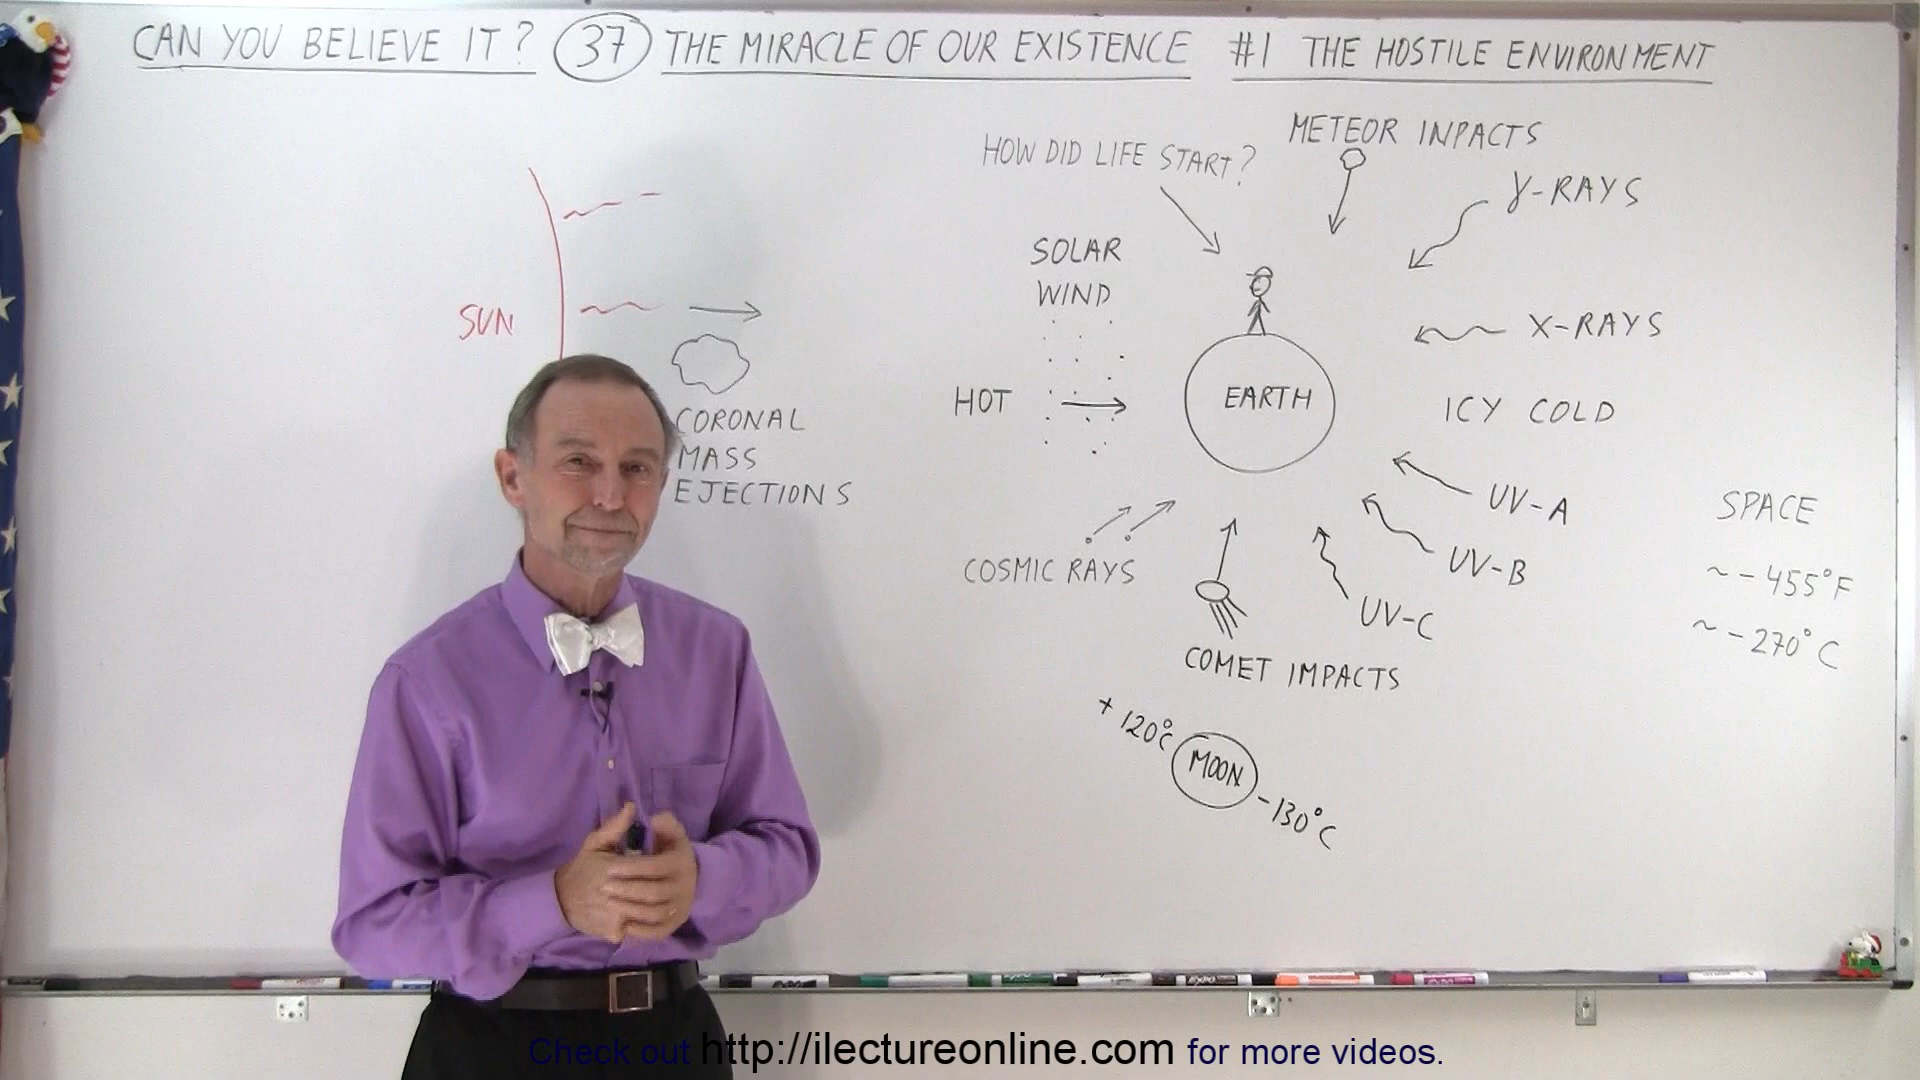 CAN YOU BELIEVE IT? 37 THE MIRACLE OF OUR EXISTENCE #1 THE HOSTILE ENVIRONMENT
METEOR INPACTS
HOW DID LIFE START?
γ-RAYS
SOLAR
WIND
SUN
X-RAYS
HOT
EARTH
ICY COLD
CORONAL
MASS
EJECTIONS
UV-A
SPACE
UV-B
COSMIC RAYS
~ -455°F
UV-C
~ -270°C
COMET IMPACTS
+120°C
MOON
-130°C
Check out http://ilectureonline.com for more videos.